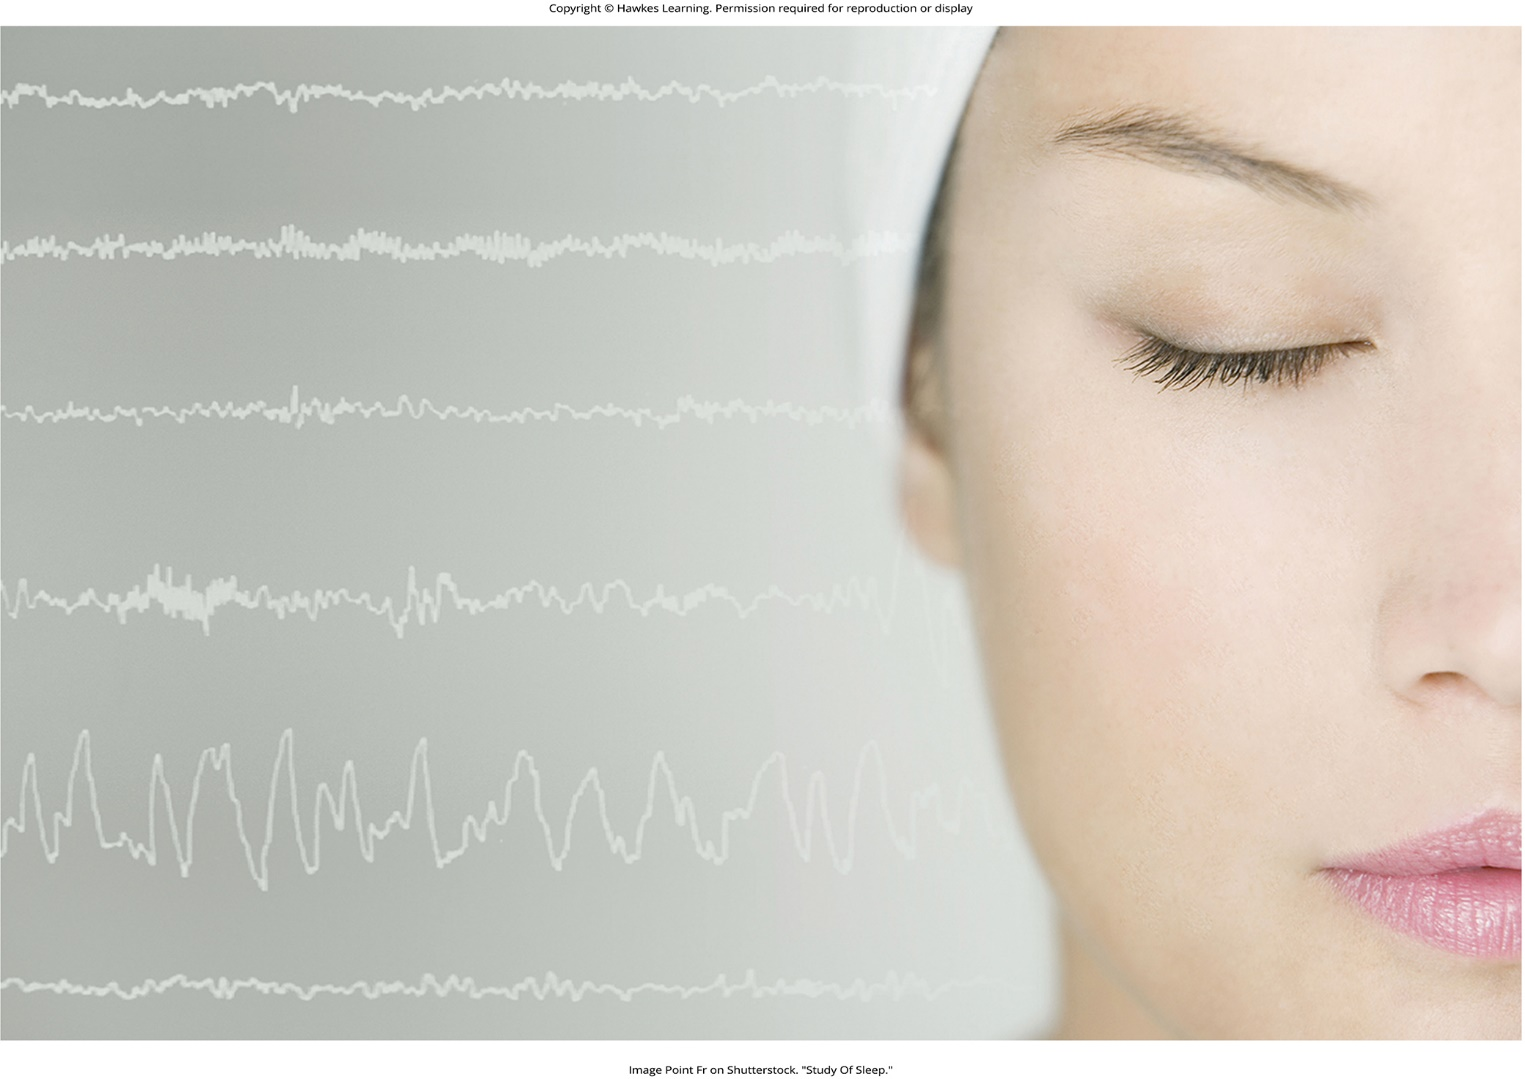 Copyright © Hawkes Learning. Permission required for reproduction or display
Image Point Fr on Shutterstock. "Study Of Sleep."